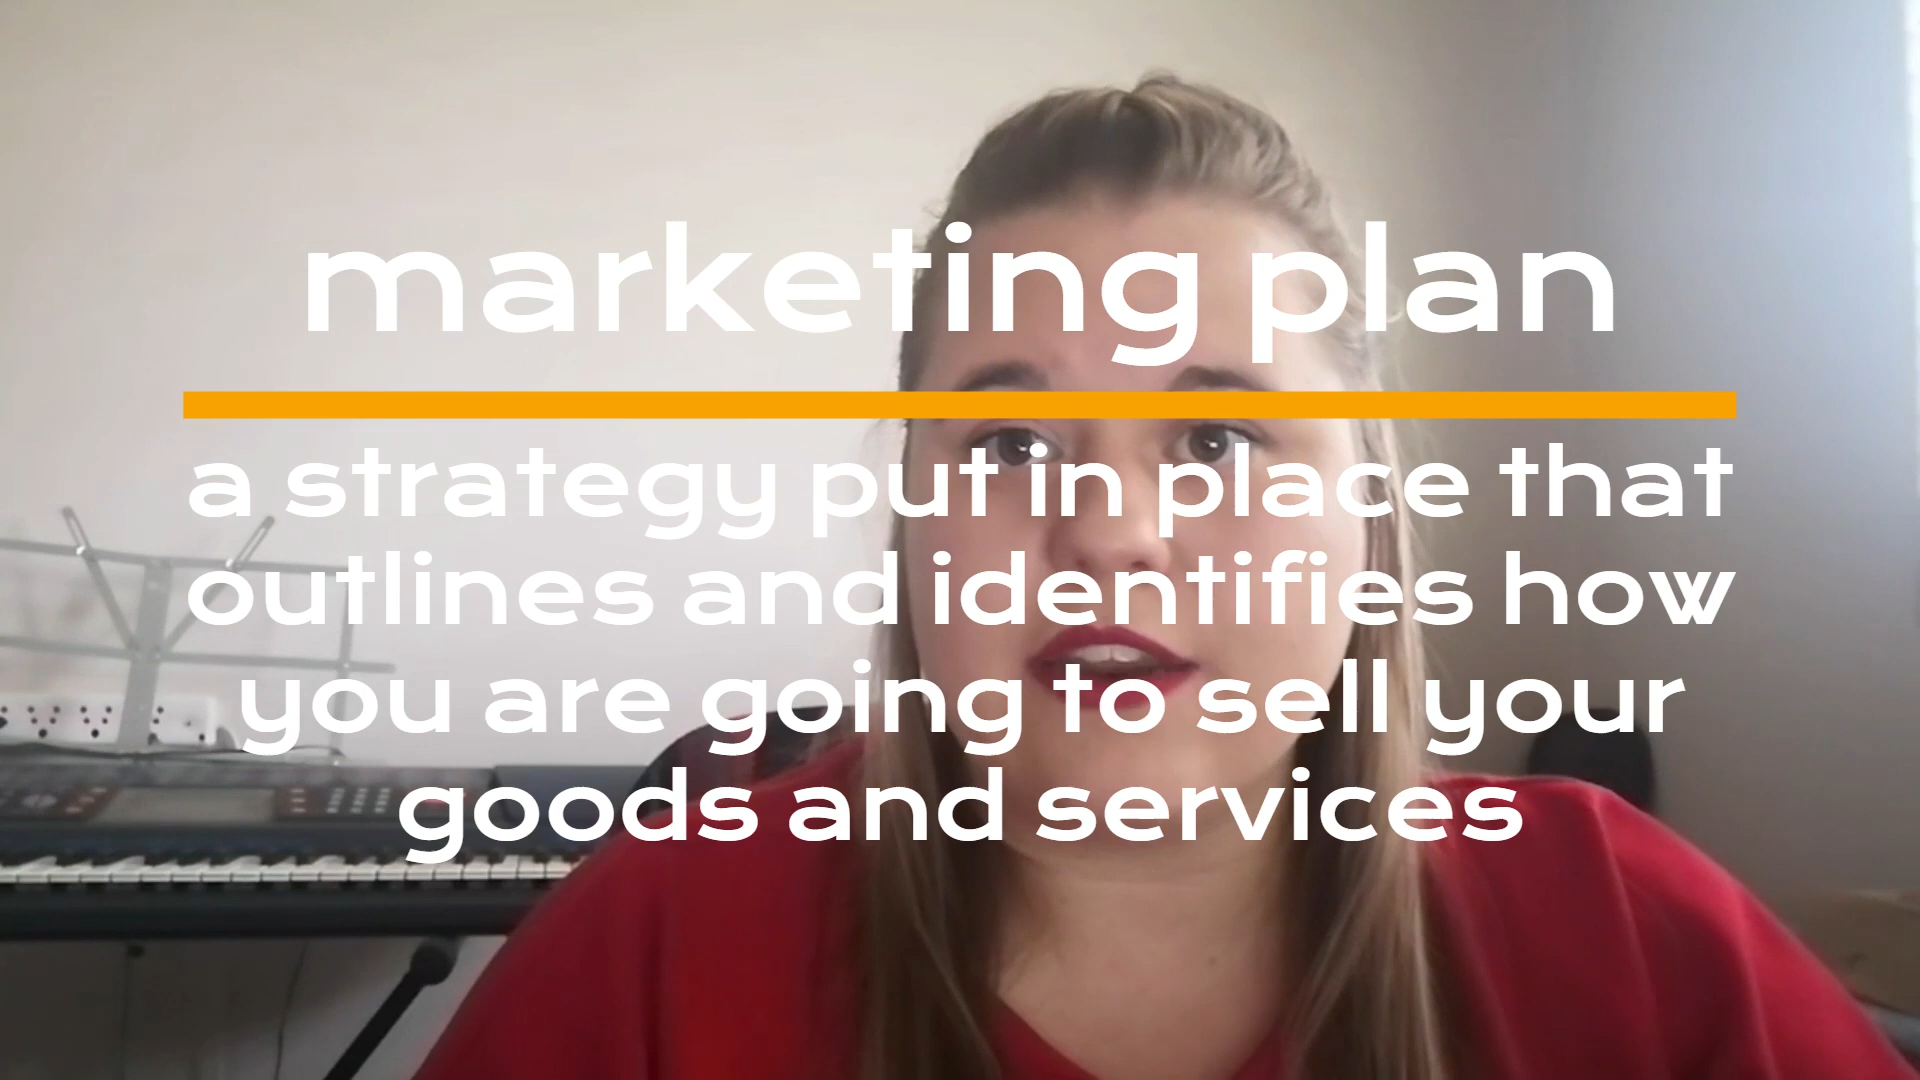 marketing plan
a strategy put in place that
outlines and identifies how
you are going to sell your
goods and services